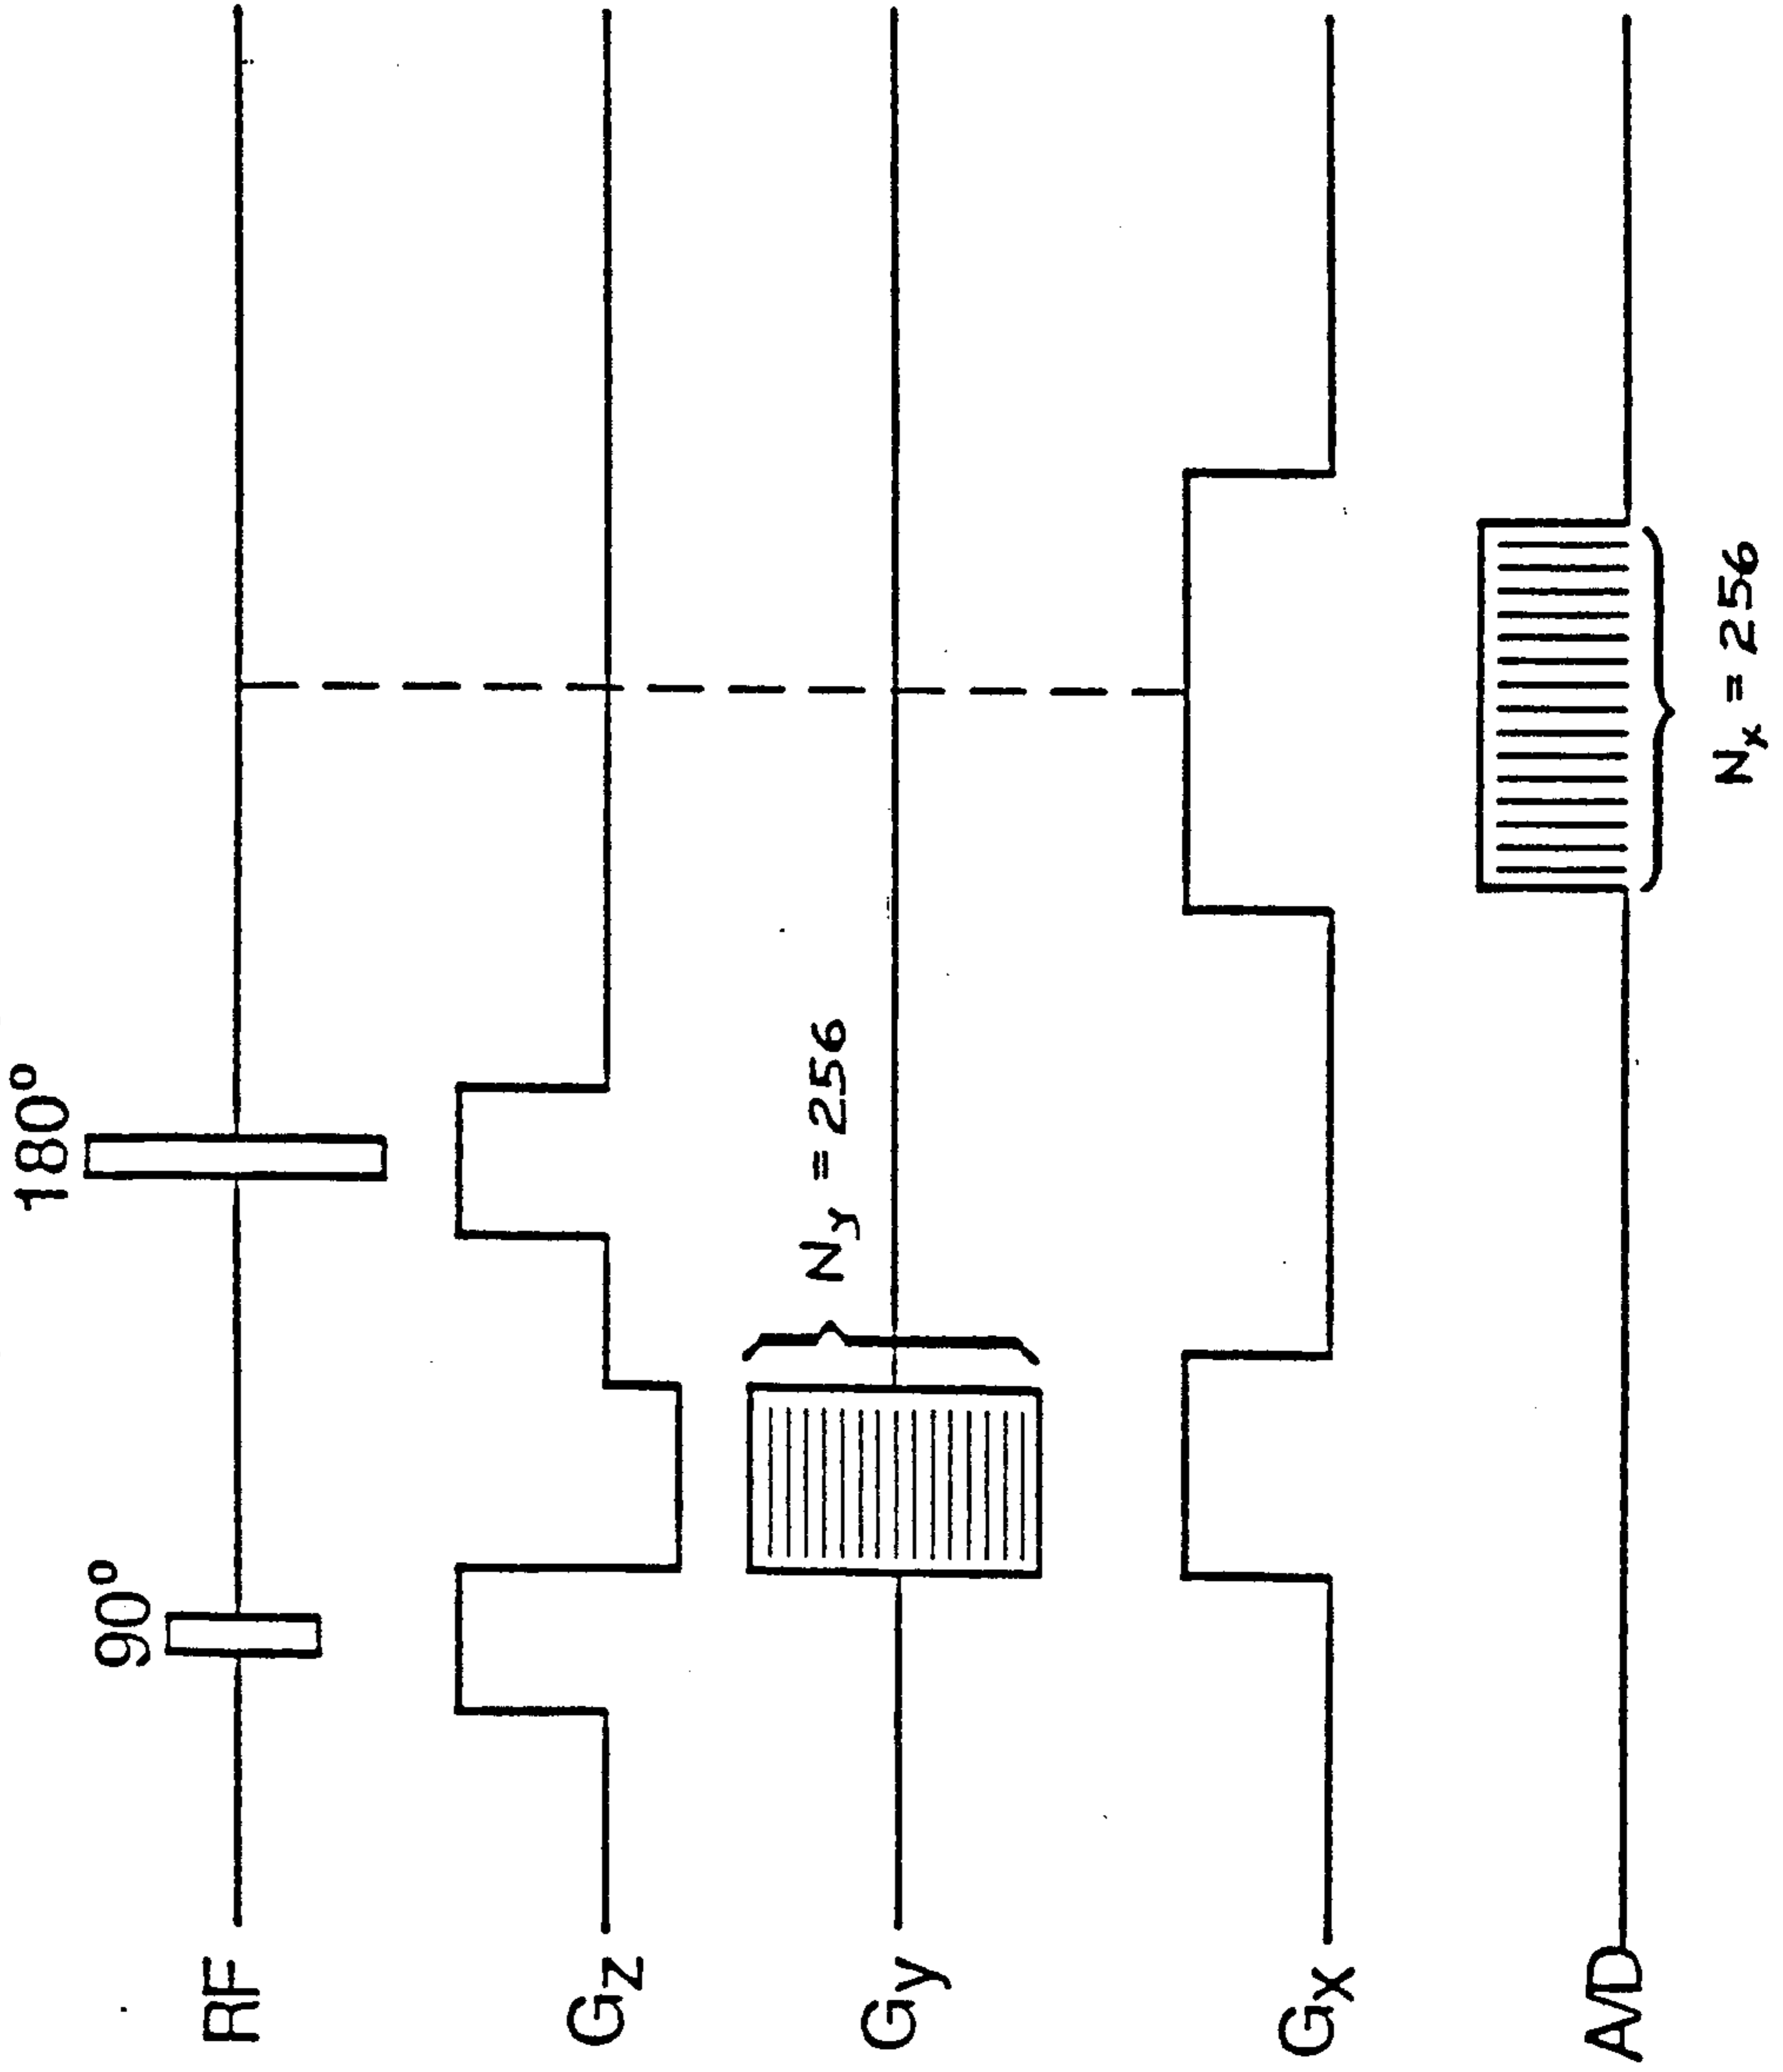 RF
90°
180°
Gz
Gy
Ny = 256
Gx
A/D
Nx = 256